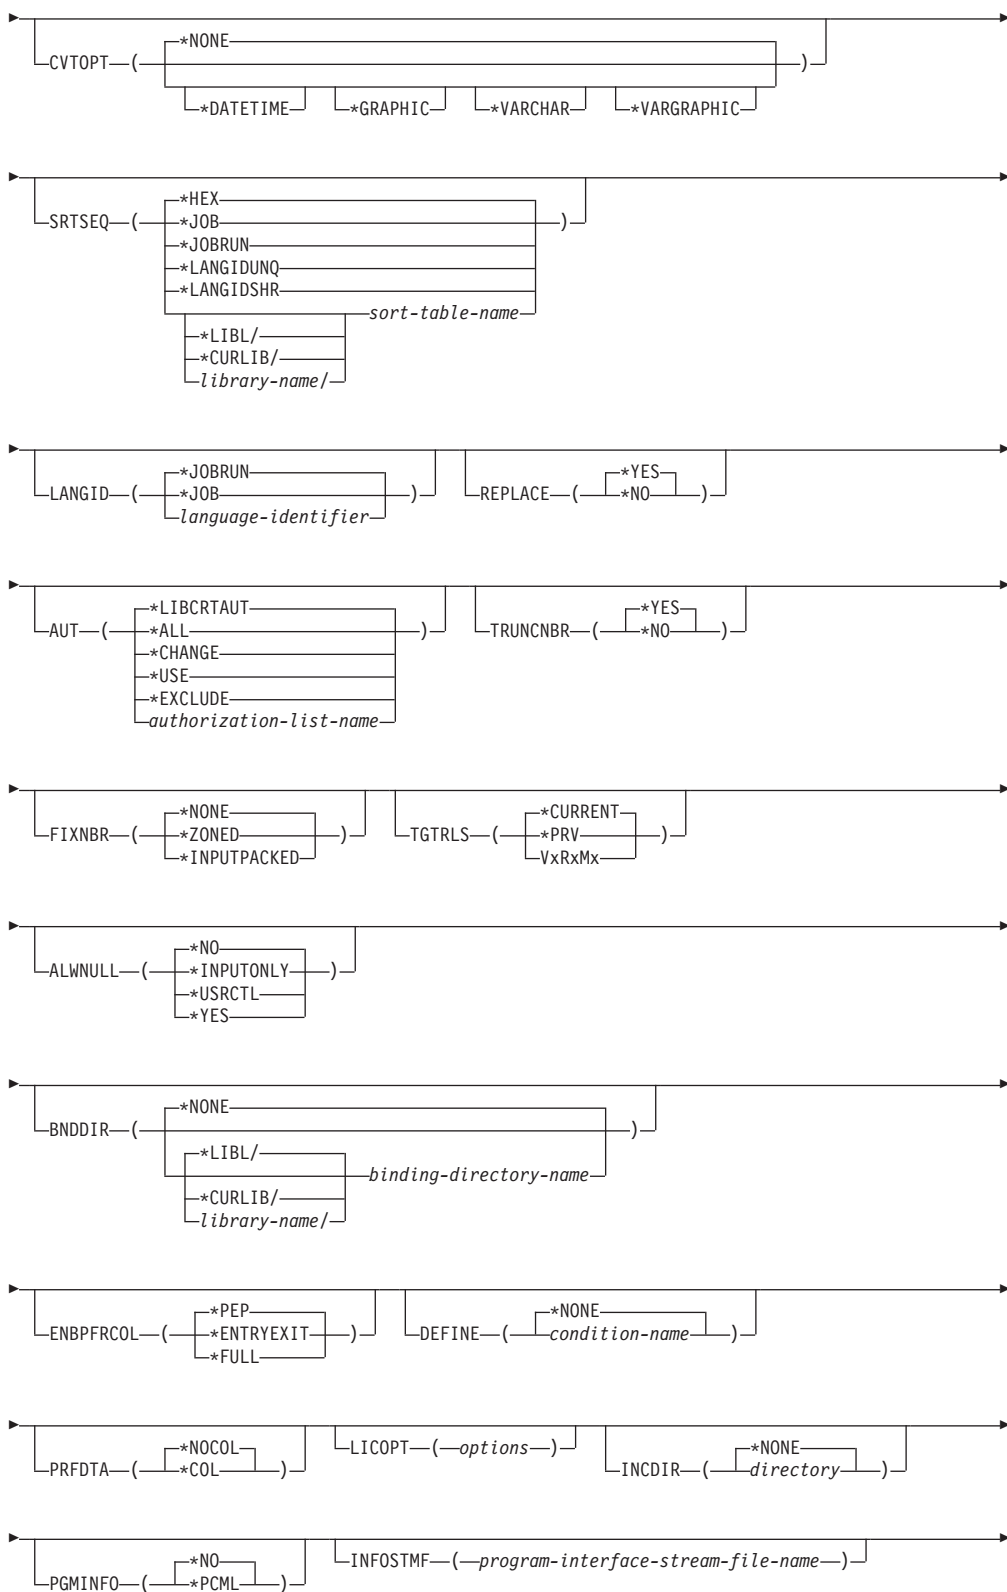 *NONE
CVTOPT ( )
*DATETIME *GRAPHIC *VARCHAR *VARGRAPHIC
*HEX
SRTSEQ ( *JOB )
*JOBRUN
*LANGIDUNQ
*LANGIDSHR
sort-table-name
*LIBL/
*CURLIB/
library-name/
*JOBRUN *YES
LANGID ( *JOB ) REPLACE ( *NO )
language-identifier
*LIBCRTAUT *YES
AUT ( *ALL ) TRUNCNBR ( *NO )
*CHANGE
*USE
*EXCLUDE
authorization-list-name
*NONE *CURRENT
FIXNBR ( *ZONED ) TGTRLS ( *PRV )
*INPUTPACKED VxRxMx
*NO
ALWNULL ( *INPUTONLY )
*USRCTL
*YES
*NONE
BNDDIR ( )
*LIBL/
binding-directory-name
*CURLIB/
library-name/
*PEP *NONE
ENBPFRCOL ( *ENTRYEXIT ) DEFINE ( condition-name )
*FULL
*NOCOL LICOPT ( options ) *NONE
PRFDTA ( *COL ) INCDIR ( directory )
*NO INFOSTMF ( program-interface-stream-file-name )
PGMINFO ( *PCML )